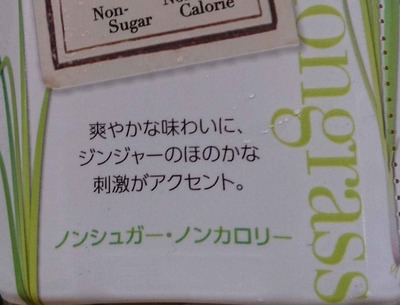 Non-
Sugar
Calorie
ongrass
爽やかな味わいに、
ジンジャーのほのかな
刺激がアクセント。
ノンシュガー・ノンカロリー